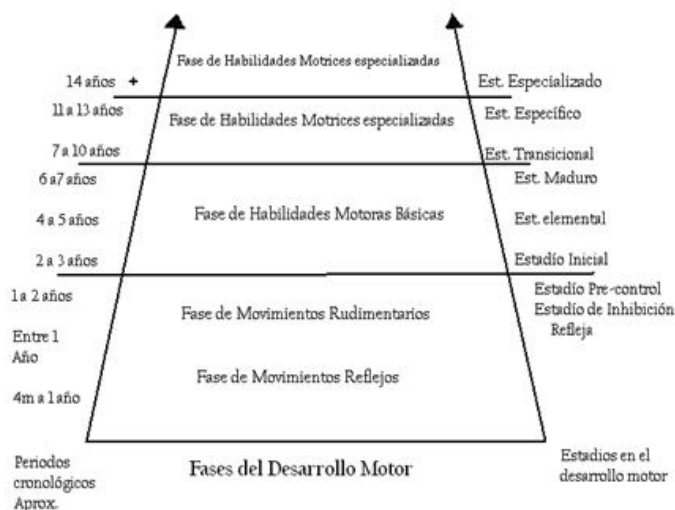 Fase de Habilidades Motrices especializadas
14 años +
Est. Especializado
11 a 13 años
Fase de Habilidades Motrices especializadas
Est. Específico
7 a 10 años
Est. Transicional
6 a7 años
Est. Maduro
4 a 5 años
Fase de Habilidades Motoras Básicas
Est. elemental
2 a 3 años
Estadío Inicial
1 a 2 años
Fase de Movimientos Rudimentarios
Estadío Pre-control
Estadío de Inhibición
Refleja
Entre 1
Año
Fase de Movimientos Reflejos
4m a 1 año
Periodos
cronológicos
Aprox.
Fases del Desarrollo Motor
Estadios en el
desarrollo motor